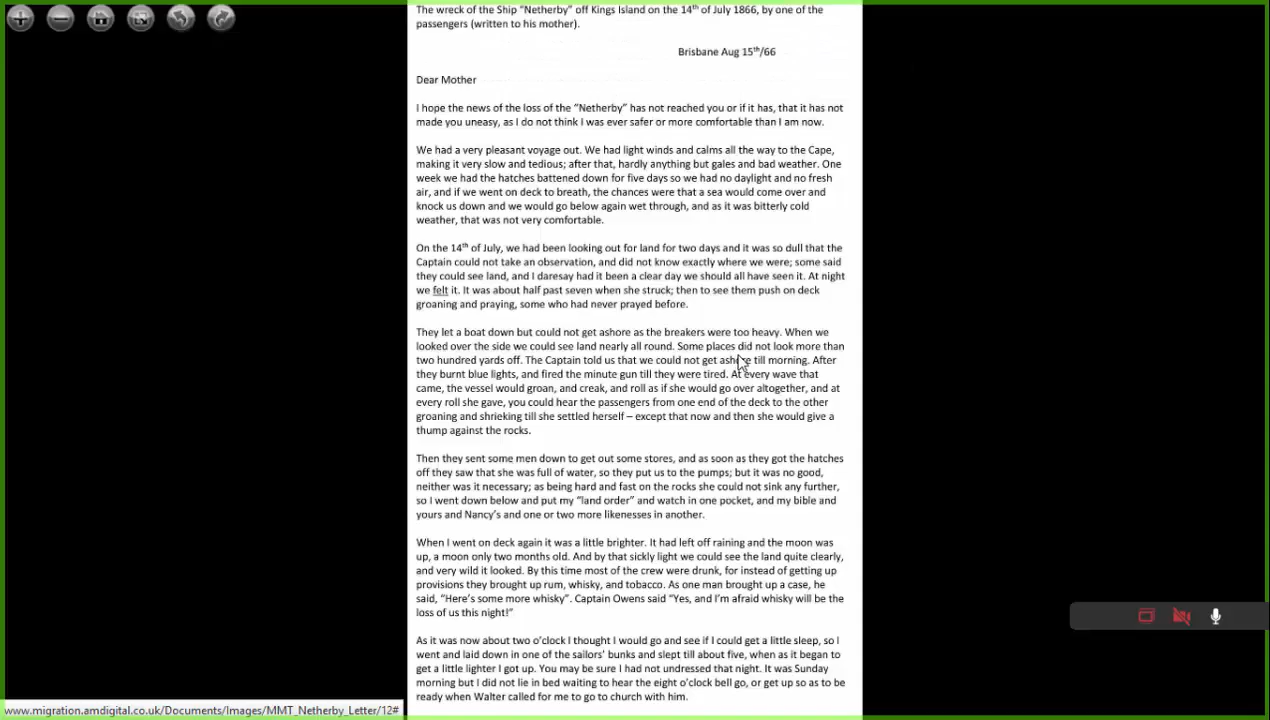 The wreck of the Ship “Netherby” off Kings Island on the 14th of July 1866, by one of the
passengers (written to his mother).
Brisbane Aug 15th/66
Dear Mother
I hope the news of the loss of the “Netherby” has not reached you or if it has, that it has not
made you uneasy, as I do not think I was ever safer or more comfortable than I am now.
We had a very pleasant voyage out. We had light winds and calms all the way to the Cape,
making it very slow and tedious; after that, hardly anything but gales and bad weather. One
week we had the hatches battened down for five days so we had no daylight and no fresh
air, and if we went on deck to breath, the chances were that a sea would come over and
knock us down and we would go below again wet through, and as it was bitterly cold
weather, that was not very comfortable.
On the 14th of July, we had been looking out for land for two days and it was so dull that the
Captain could not take an observation, and did not know exactly where we were; some said
they could see land, and I daresay had it been a clear day we should all have seen it. At night
we felt it. It was about half past seven when she struck; then to see them push on deck
groaning and praying, some who had never prayed before.
They let a boat down but could not get ashore as the breakers were too heavy. When we
looked over the side we could see land nearly all round. Some places did not look more than
two hundred yards off. The Captain told us that we could not get ashore till morning. After
they burnt blue lights, and fired the minute gun till they were tired. At every wave that
came, the vessel would groan, and creak, and roll as if she would go over altogether, and at
every roll she gave, you could hear the passengers from one end of the deck to the other
groaning and shrieking till she settled herself – except that now and then she would give a
thump against the rocks.
Then they sent some men down to get out some stores, and as soon as they got the hatches
off they saw that she was full of water, so they put us to the pumps; but it was no good,
neither was it necessary; as being hard and fast on the rocks she could not sink any further,
so I went down below and put my “land order” and watch in one pocket, and my bible and
yours and Nancy’s and one or two more likenesses in another.
When I went on deck again it was a little brighter. It had left off raining and the moon was
up, a moon only two months old. And by that sickly light we could see the land quite clearly,
and very wild it looked. By this time most of the crew were drunk, for instead of getting up
provisions they brought up rum, whisky, and tobacco. As one man brought up a case, he
said, “Here’s some more whisky”. Captain Owens said “Yes, and I’m afraid whisky will be the
loss of us this night!”
As it was now about two o’clock I thought I would go and see if I could get a little sleep, so I
went and laid down in one of the sailors’ bunks and slept till about five, when as it began to
get a little lighter I got up. You may be sure I had not undressed that night. It was Sunday
morning but I did not lie in bed waiting to hear the eight o’clock bell go, or get up so as to be
ready when Walter called for me to go to church with him.
www.migration.amdigital.co.uk/Documents/Images/MMT_Netherby_Letter/12#